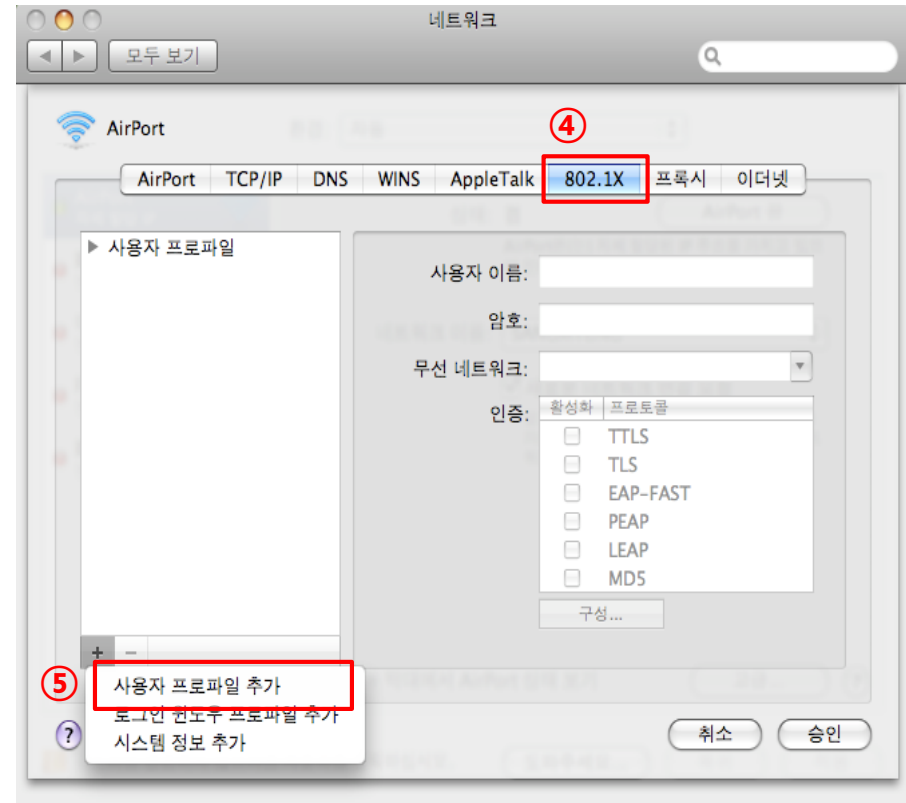 네트워크
모두 보기
AirPort
④
AirPort TCP/IP DNS WINS AppleTalk 802.1X 프록시 이더넷
사용자 프로파일
사용자 이름:
암호:
무선 네트워크:
인증:
활성화 프로토콜
TTLS
TLS
EAP-FAST
PEAP
LEAP
MD5
구성...
+ −
⑤
사용자 프로파일 추가
로그인 윈도우 프로파일 추가
시스템 정보 추가
?
취소 승인